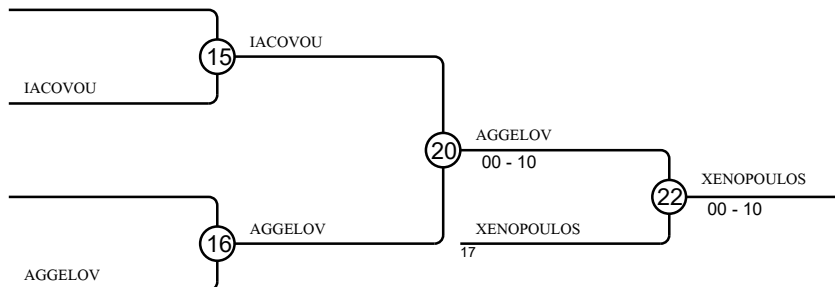 15
IACOVOU
IACOVOU
20
AGGELOV
00 - 10
22
XENOPOULOS
00 - 10
16
AGGELOV
XENOPOULOS
17
AGGELOV